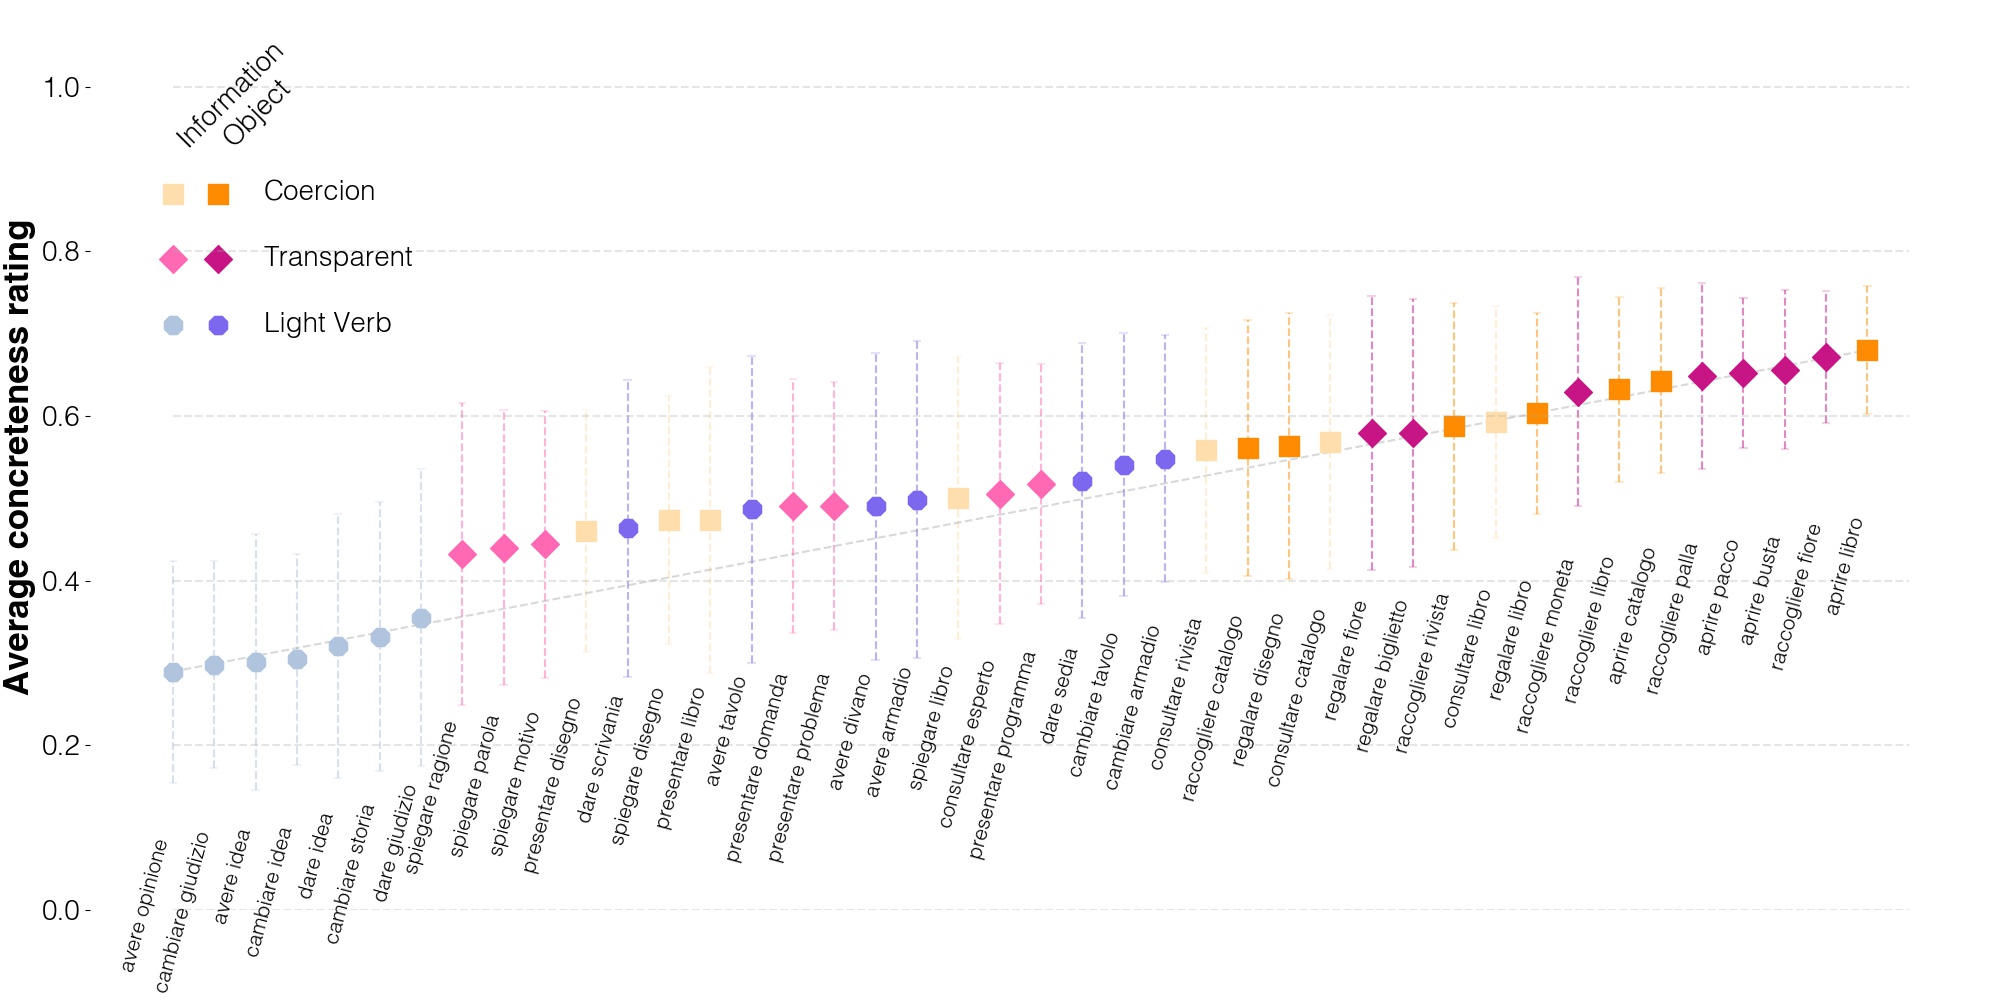 Information
Object
Coercion
Transparent
Light Verb
Average concreteness rating
1.0
0.8
0.6
0.4
0.2
0.0
avere opinione
cambiare giudizio
avere idea
cambiare idea
dare idea
cambiare storia
dare giudizio
spiegare ragione
spiegare parola
spiegare motivo
presentare disegno
dare scrivania
spiegare disegno
presentare libro
avere tavolo
presentare domanda
presentare problema
avere divano
avere armadio
spiegare libro
consultare esperto
presentare programma
dare sedia
cambiare tavolo
cambiare armadio
consultare rivista
raccogliere catalogo
regalare disegno
consultare catalogo
regalare fiore
regalare biglietto
raccogliere rivista
consultare libro
regalare libro
raccogliere moneta
raccogliere libro
aprire catalogo
raccogliere palla
aprire pacco
aprire busta
raccogliere fiore
aprire libro